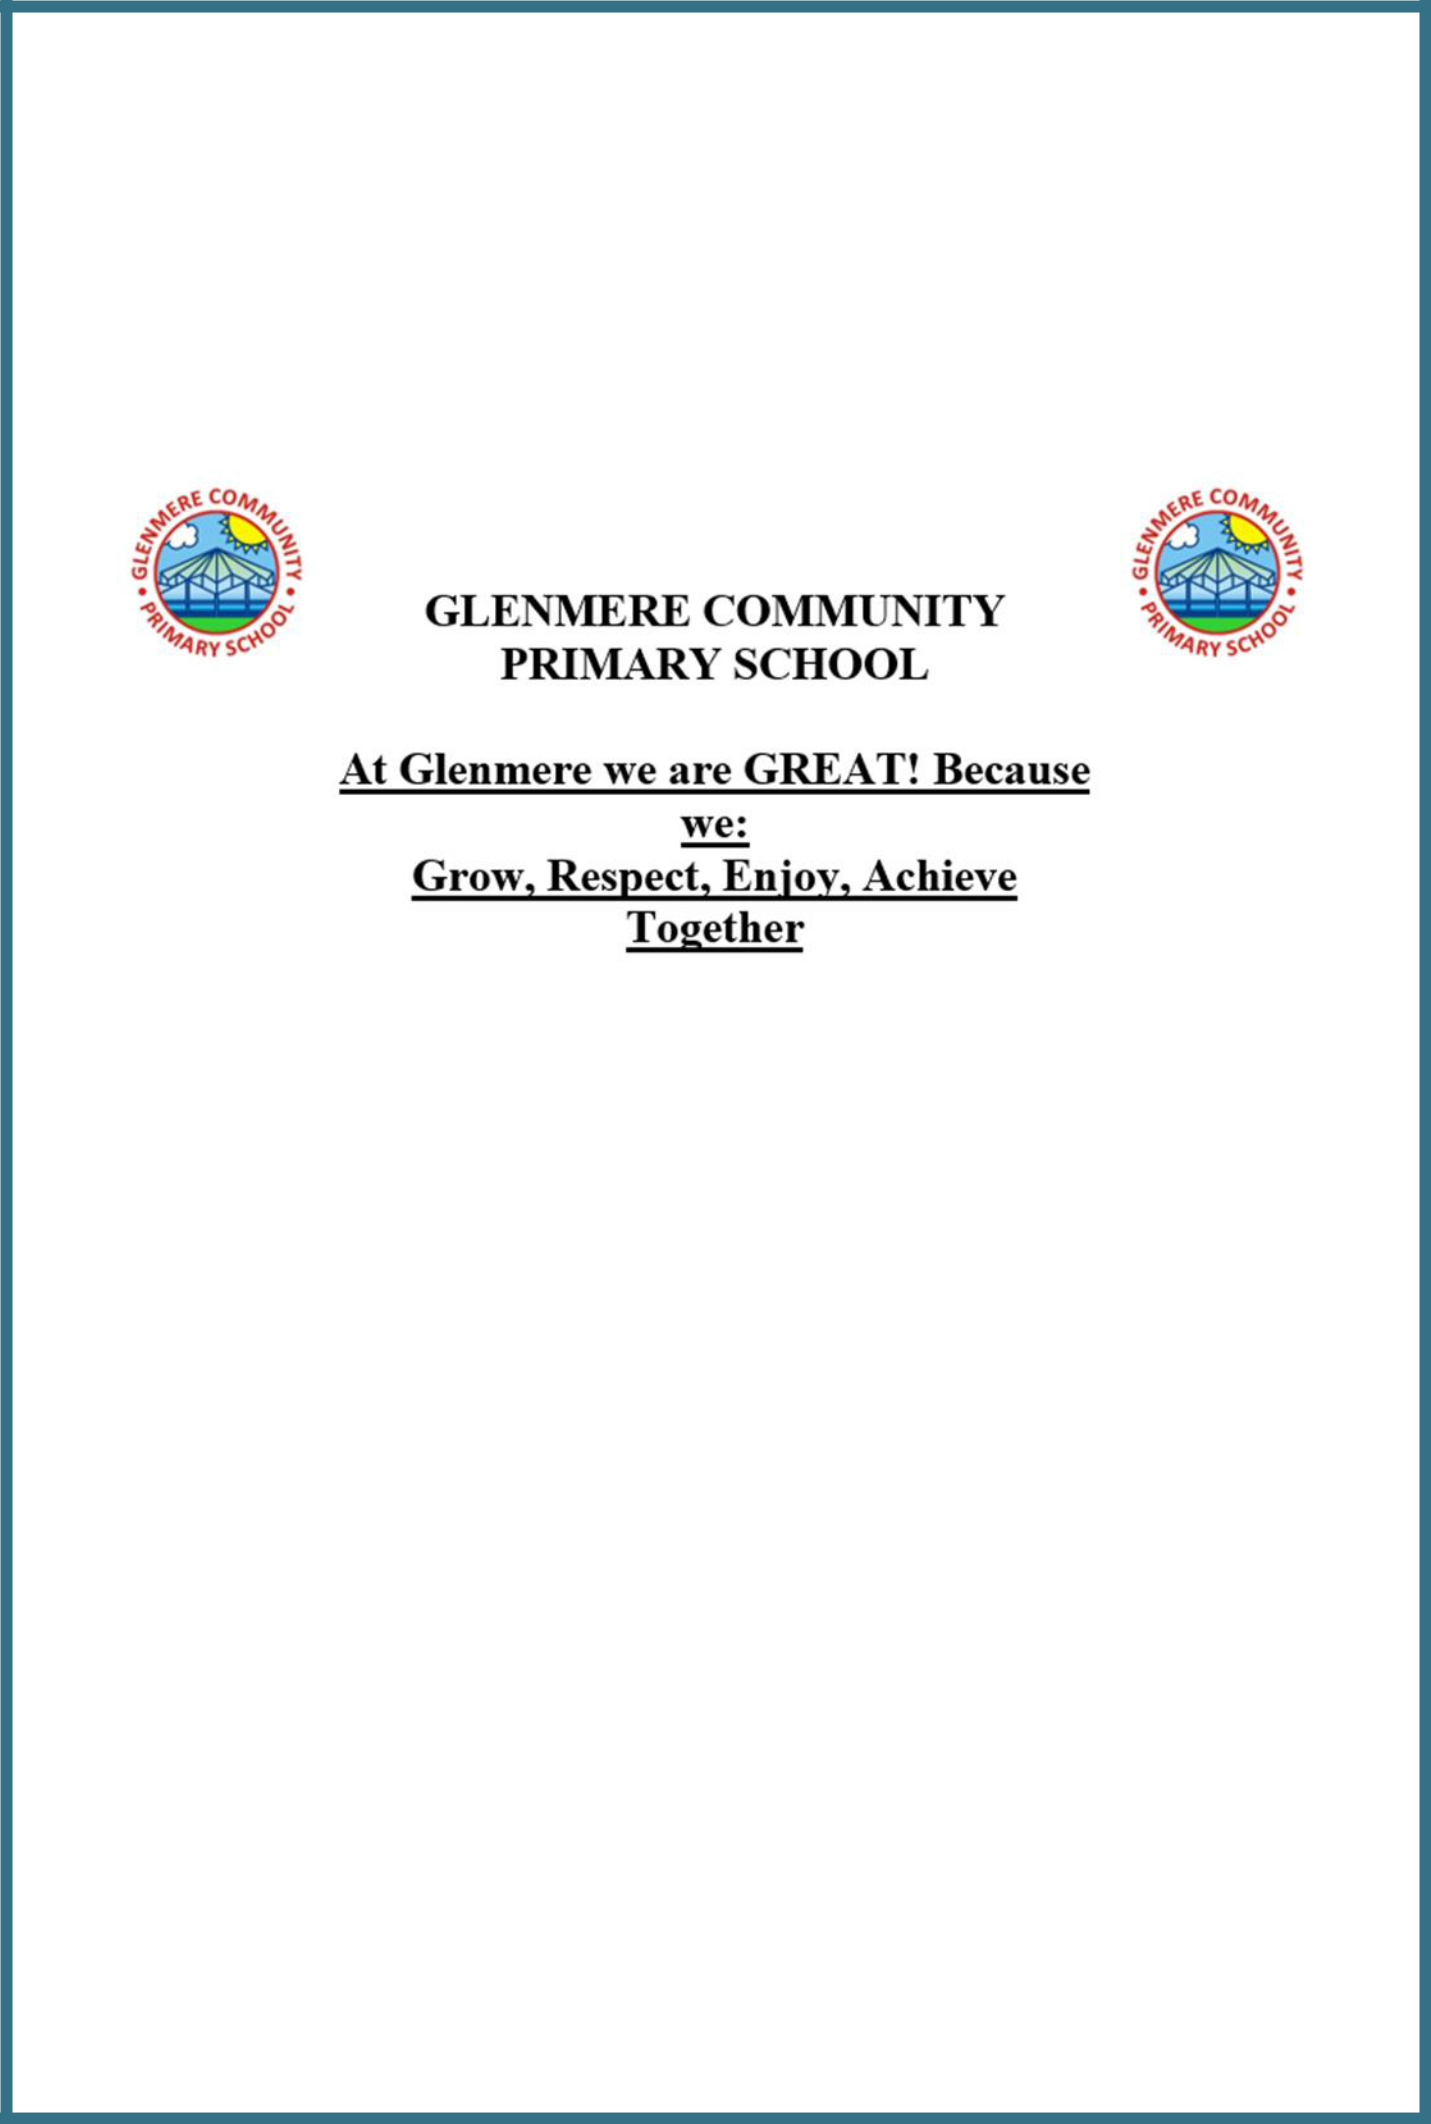 GLENMERE COMMUNITY
PRIMARY SCHOOL
GLENMERE COMMUNITY
• PRIMARY SCHOOL •
GLENMERE COMMUNITY
• PRIMARY SCHOOL •
At Glenmere we are GREAT! Because
we:
Grow, Respect, Enjoy, Achieve
Together